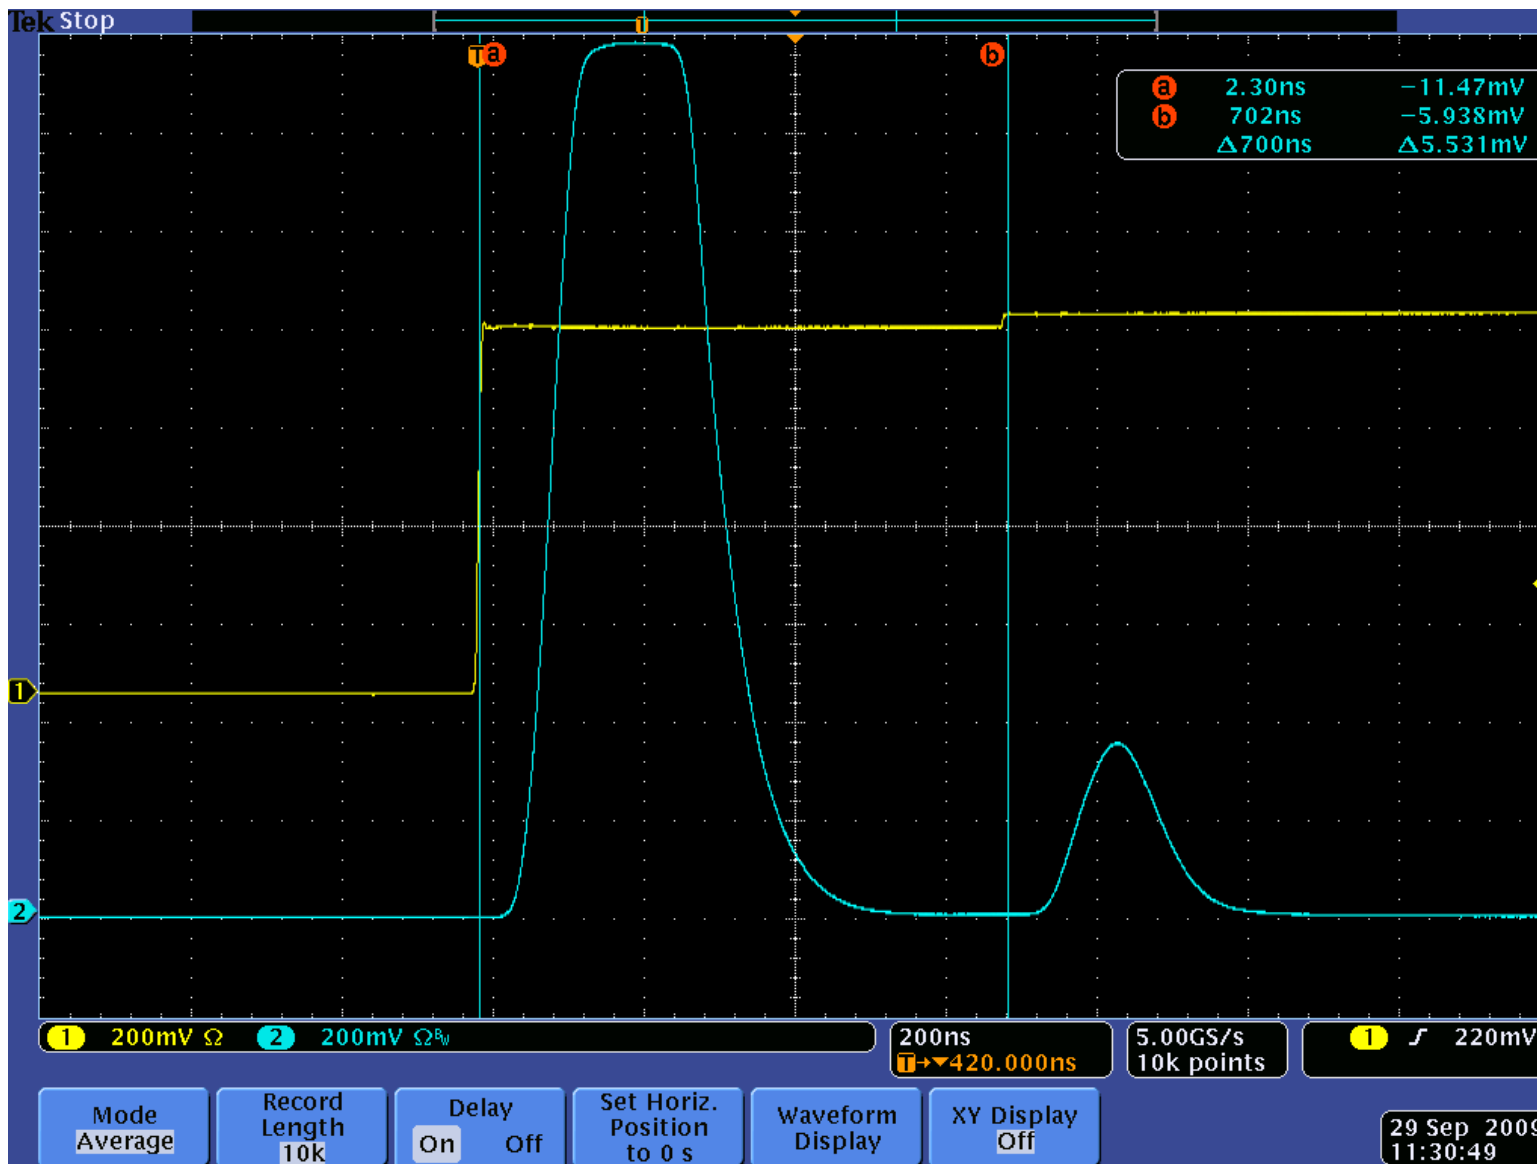 Tek Stop
T
T a b
a 2.30ns −11.47mV
b 702ns −5.938mV
Δ700ns Δ5.531mV
1
2
1 200mV Ω 2 200mV ΩBW
200ns
T→▼420.000ns
5.00GS/s
10k points
1 220mV
Mode
Average
Record
Length
10k
Delay
On Off
Set Horiz.
Position
to 0 s
Waveform
Display
XY Display
Off
29 Sep 2009
11:30:49